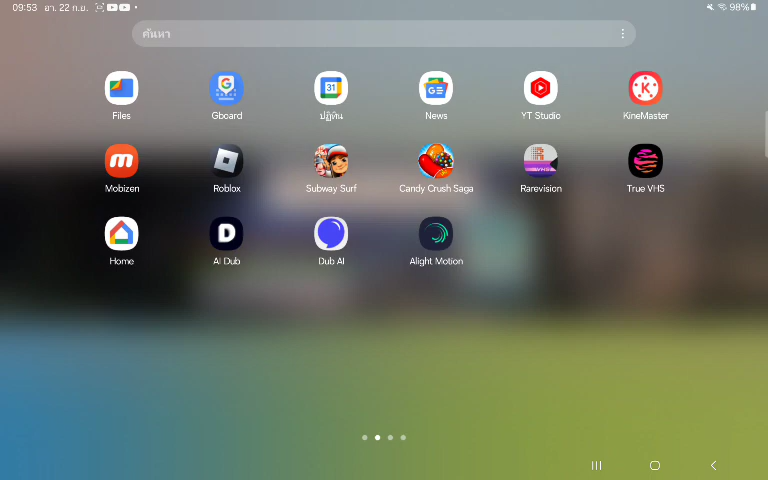 09:53 อา. 22 ก.ย.
98%
ค้นหา
Files
Gboard
ปฏิทิน
News
YT Studio
KineMaster
Mobizen
Roblox
Subway Surf
Candy Crush Saga
Rarevision
True VHS
Home
AI Dub
Dub AI
Alight Motion